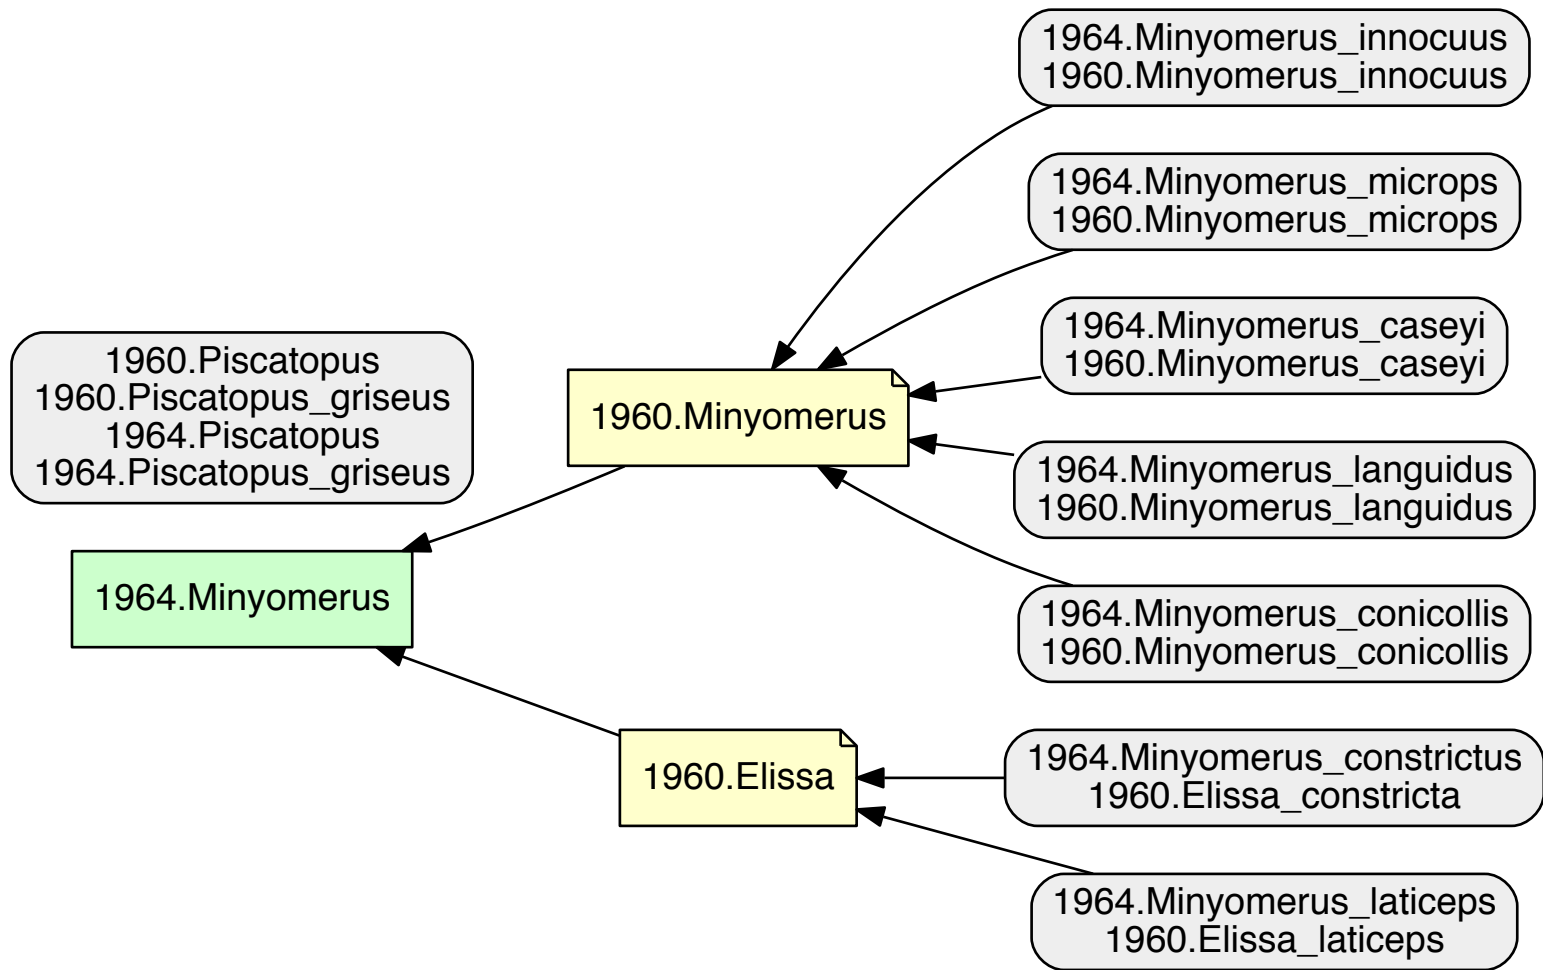 1964.Minyomerus_innocuus
1960.Minyomerus_innocuus
1964.Minyomerus_microps
1960.Minyomerus_microps
1964.Minyomerus_caseyi
1960.Minyomerus_caseyi
1960.Piscatopus
1960.Piscatopus_griseus
1964.Piscatopus
1964.Piscatopus_griseus
1960.Minyomerus
1964.Minyomerus_languidus
1960.Minyomerus_languidus
1964.Minyomerus
1964.Minyomerus_conicollis
1960.Minyomerus_conicollis
1960.Elissa
1964.Minyomerus_constrictus
1960.Elissa_constricta
1964.Minyomerus_laticeps
1960.Elissa_laticeps